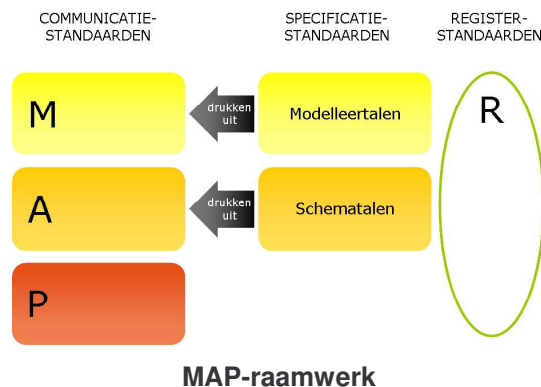 COMMUNICATIE-
STANDAARDEN
SPECIFICATIE-
STANDAARDEN
REGISTER-
STANDAARDEN
M
drukken
uit
Modelleertalen
R
A
drukken
uit
Schematalen
P
MAP-raamwerk